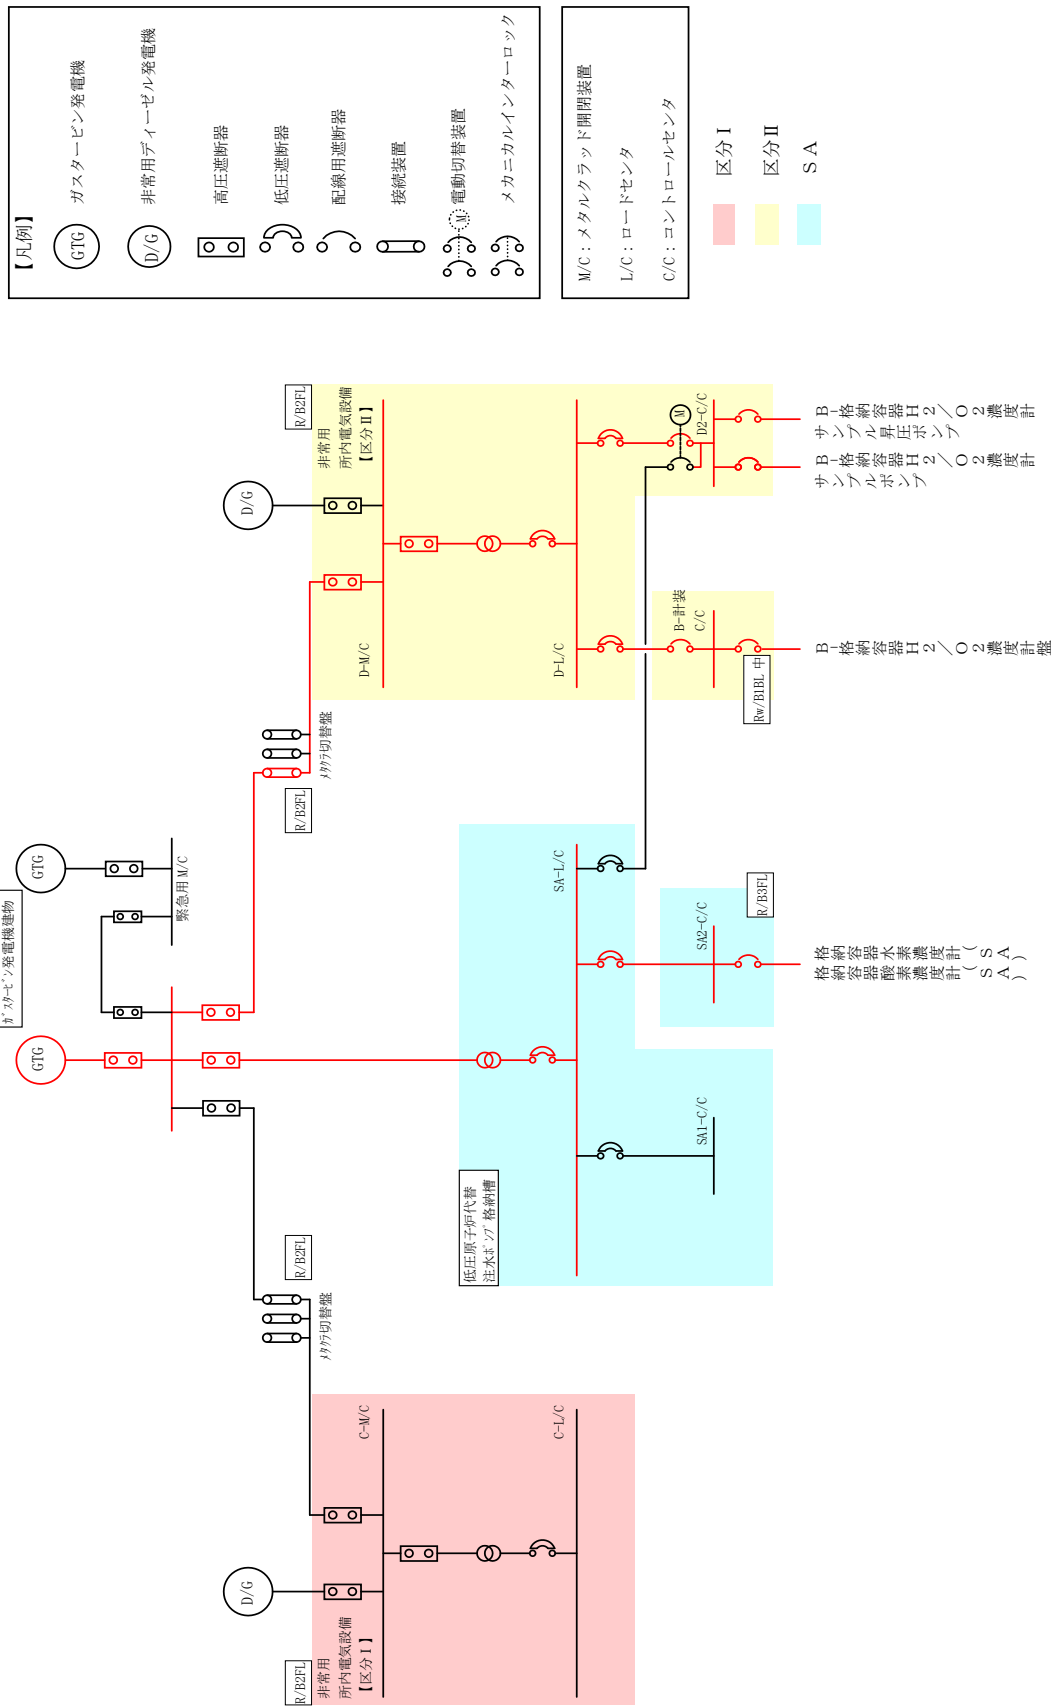 【凡例】
GTG
ガスタービン発電機
D/G
非常用ディーゼル発電機
高圧遮断器
低圧遮断器
配線用遮断器
接続装置
M
電動切替装置
メカニカルインターロック
M/C：メタルクラッド開閉装置
L/C：ロードセンタ
C/C：コントロールセンタ
区分Ⅰ
区分Ⅱ
ＳＡ
ガスタービン発電機建物
GTG
GTG
緊急用M/C
R/B2FL
メタクラ切替盤
R/B2FL
メタクラ切替盤
D/G
R/B2FL
非常用
所内電気設備
【区分Ⅰ】
C-M/C
C-L/C
低圧原子炉代替
注水ポンプ格納槽
SA-L/C
SA1-C/C
SA2-C/C
R/B3FL
格納容器水素濃度計（ＳＡ）
格納容器酸素濃度計（ＳＡ）
D/G
R/B2FL
非常用
所内電気設備
【区分Ⅱ】
D-M/C
D-L/C
B-計装
C/C
Rw/B1BL 中
Ｂ-格納容器Ｈ２／Ｏ２濃度計盤
M
D2-C/C
Ｂ-格納容器Ｈ２／Ｏ２濃度計
サンプルポンプ
Ｂ-格納容器Ｈ２／Ｏ２濃度計
サンプル昇圧ポンプ